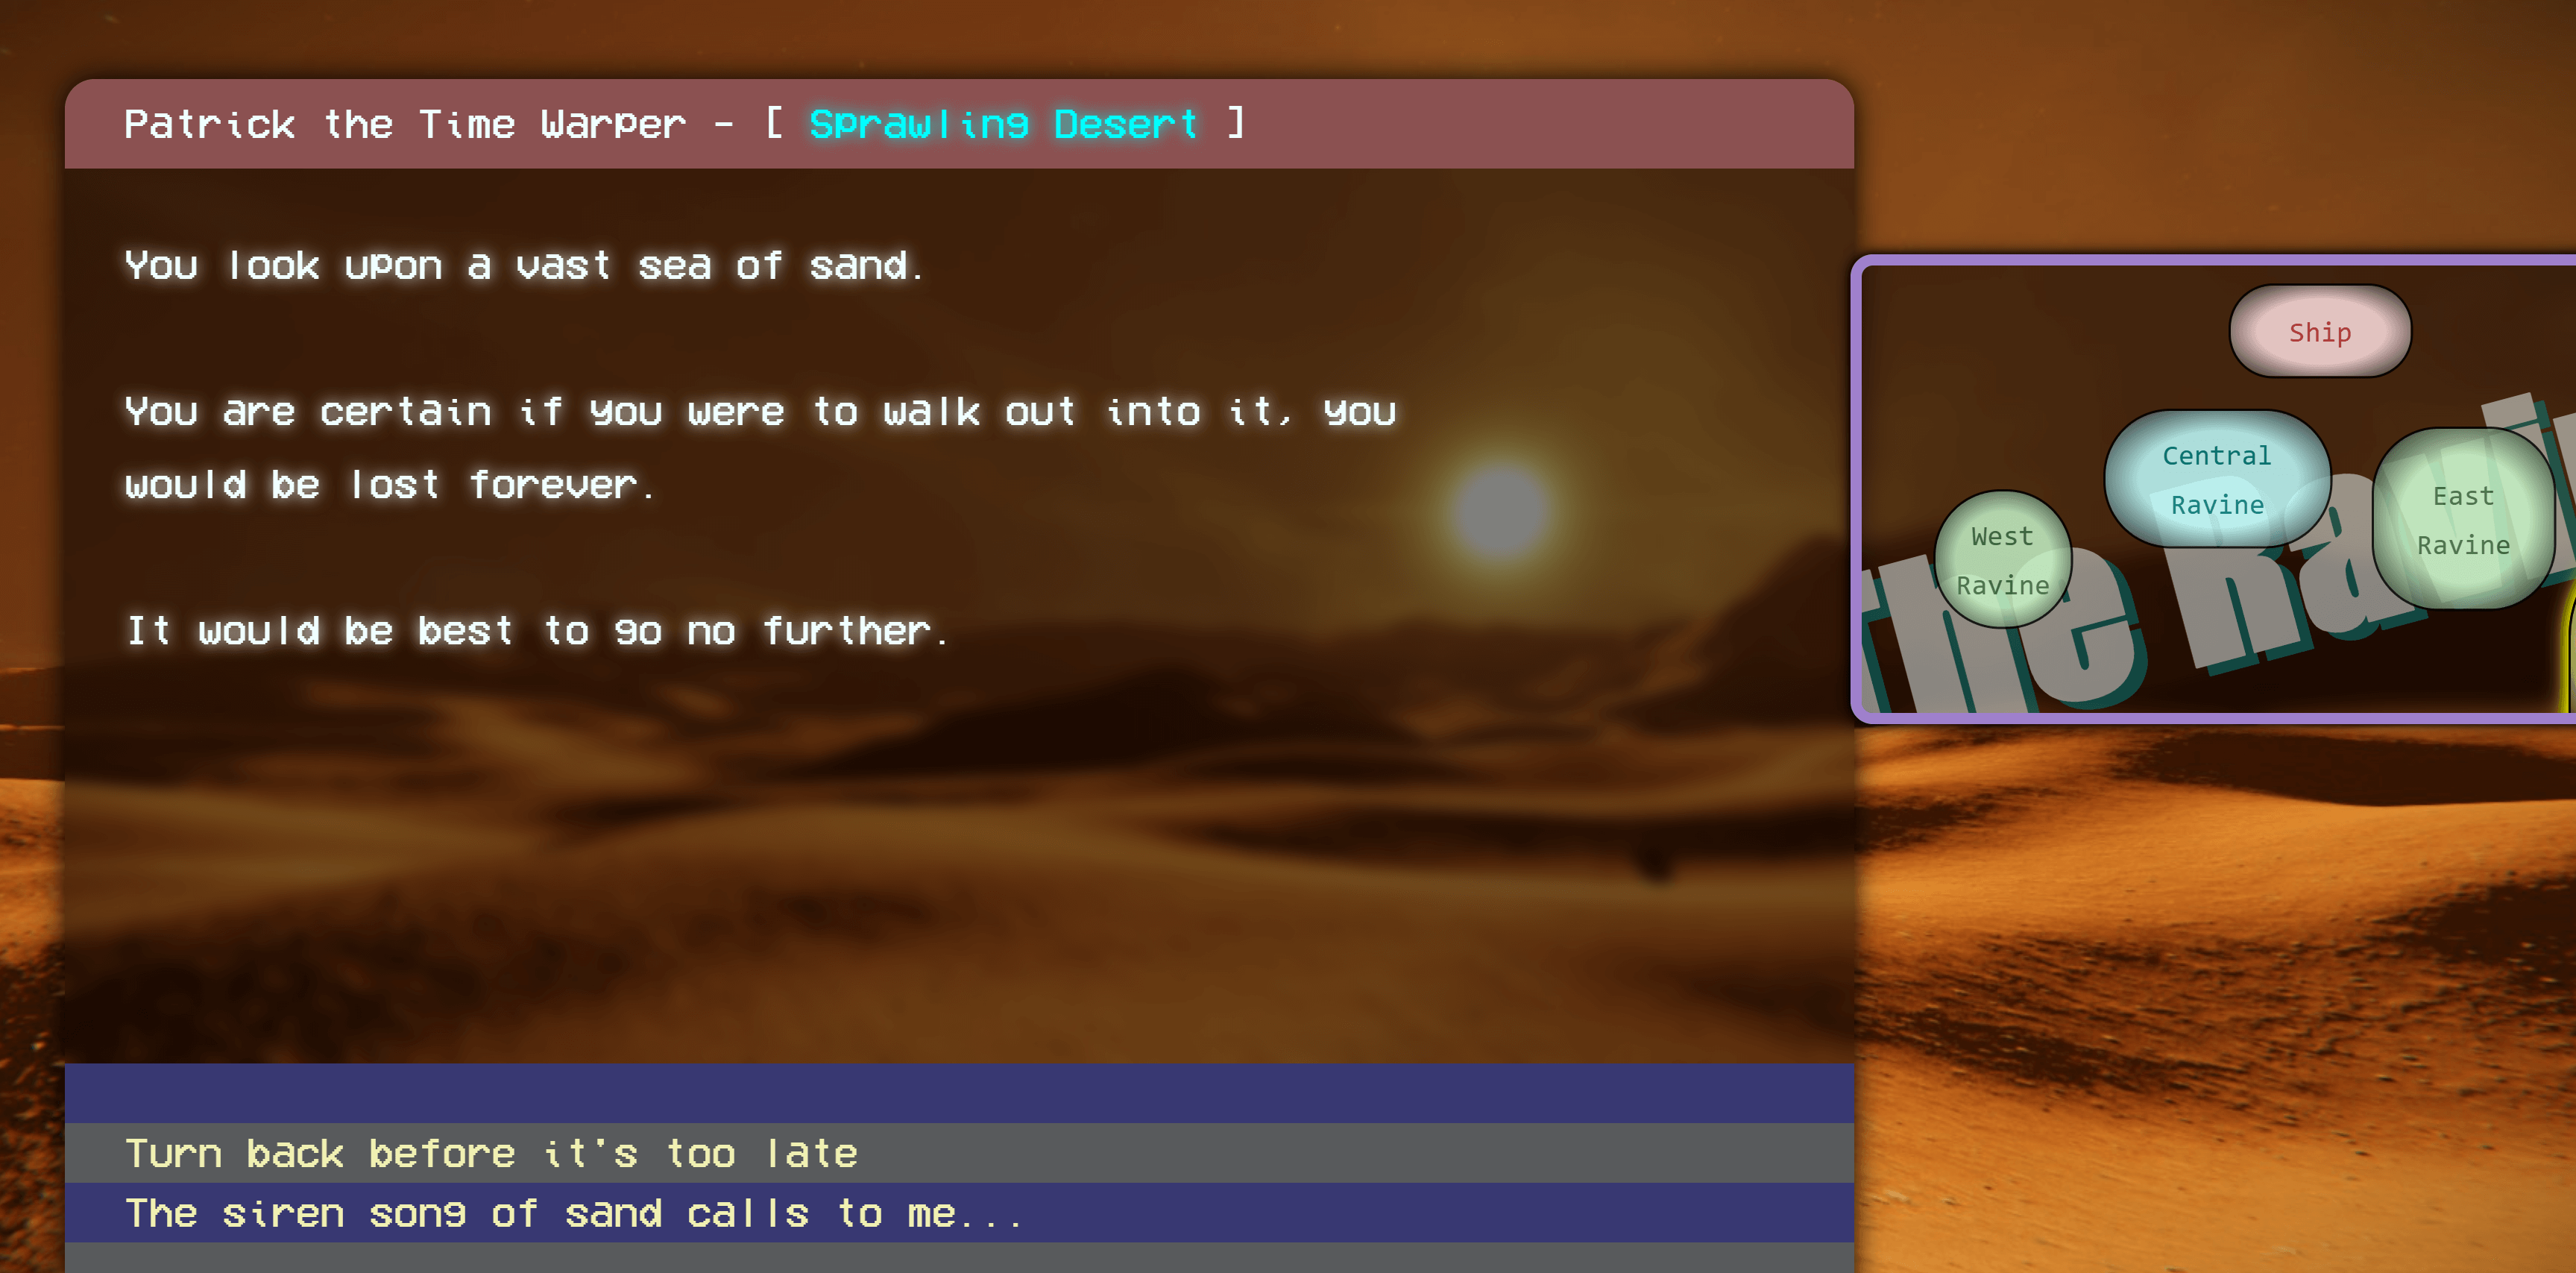 Patrick the Time Warper - [ Sprawling Desert ]
You look upon a vast sea of sand.
You are certain if you were to walk out into it, you
would be lost forever.
It would be best to go no further.
Turn back before it's too late
The siren song of sand calls to me...
Ship
Central
Ravine
East
Ravine
West
Ravine
The